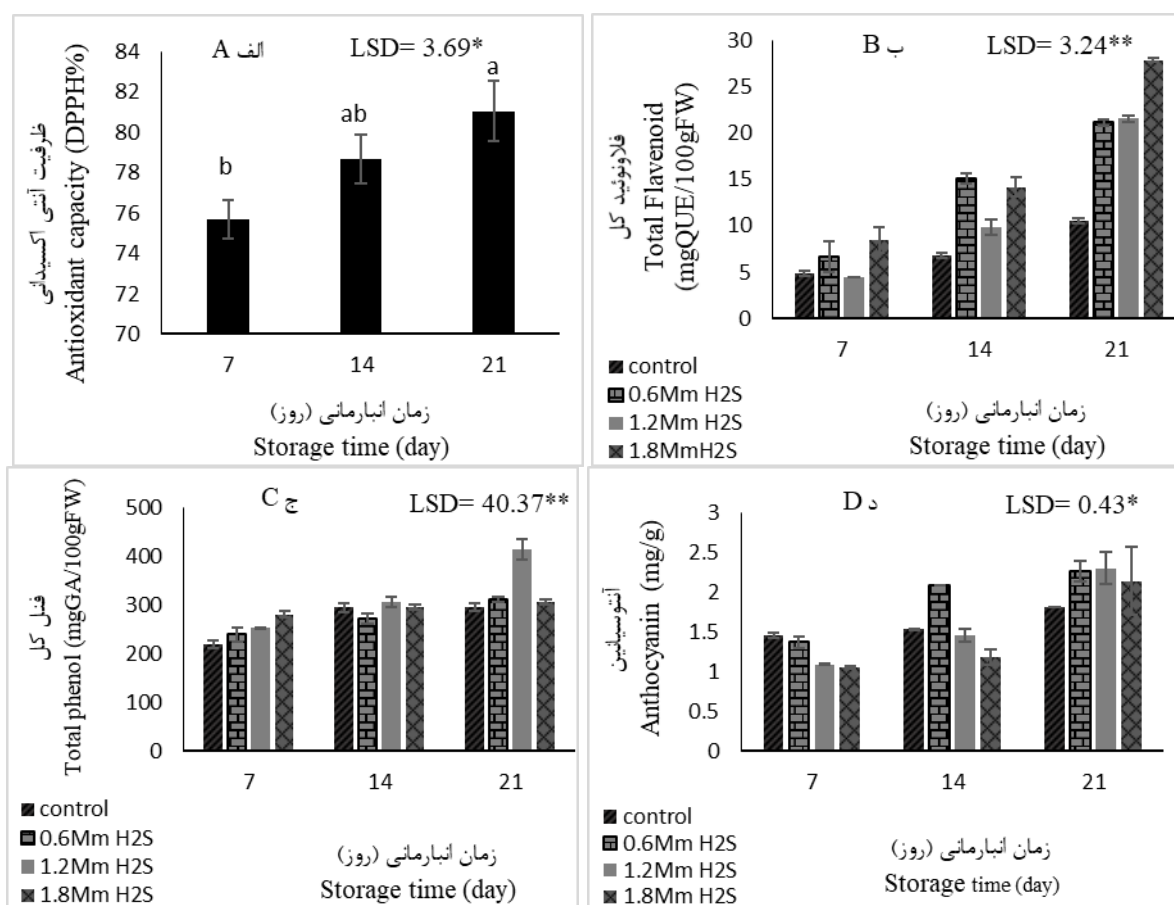 الف A
LSD= 3.69*
84
82
80
78
76
74
72
70
b
ab
a
7 14 21
ظرفیت آنتی اکسیدانی
Antioxidant capacity (DPPH%)
زمان انبارمانی (روز)
Storage time (day)
ب B
LSD= 3.24**
30
25
20
15
10
5
0
7 14 21
فلاونوئید کل
Total Flavenoid
(mgQUE/100gFW)
control
0.6Mm H2S
1.2Mm H2S
1.8MmH2S
زمان انبارمانی (روز)
Storage time (day)
ج C
LSD= 40.37**
500
400
300
200
100
0
7 14 21
فنل کل
Total phenol (mgGA/100gFW)
control
0.6Mm H2S
1.2Mm H2S
1.8Mm H2S
زمان انبارمانی (روز)
Storage time (day)
د D
LSD= 0.43*
3
2.5
2
1.5
1
0.5
0
7 14 21
آنتوسیانین
Anthocyanin (mg/g)
control
0.6Mm H2S
1.2Mm H2S
1.8Mm H2S
زمان انبارمانی (روز)
Storage time (day)